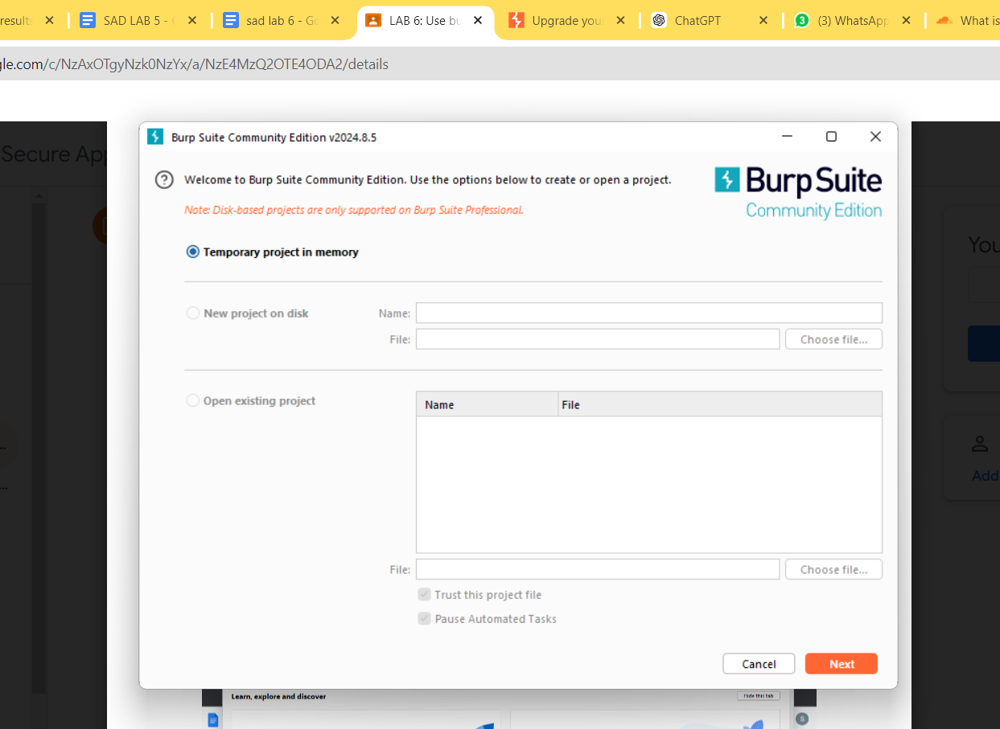 results
SAD LAB 5 -
sad lab 6 - Go
LAB 6: Use bu
Upgrade your
ChatGPT
(3) WhatsApp
What is
gle.com/c/NzAxOTgyNzk0NzYx/a/NzE4MzQ2OTE4ODA2/details
Secure App
Burp Suite Community Edition v2024.8.5
Welcome to Burp Suite Community Edition. Use the options below to create or open a project.
Note: Disk-based projects are only supported on Burp Suite Professional.
Burp Suite
Community Edition
Temporary project in memory
You
New project on disk
Name:
File:
Choose file...
Open existing project
Name
File
Add
File:
Choose file...
Trust this project file
Pause Automated Tasks
Cancel
Next
Learn, explore and discover
Hide this tab
S